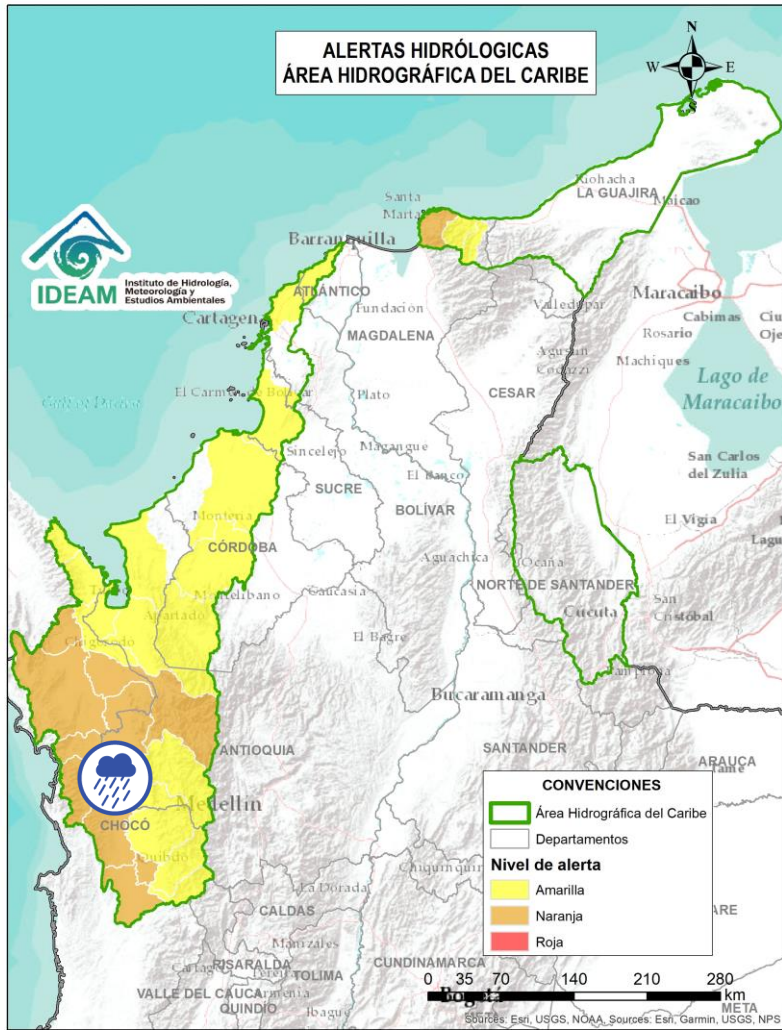 ALERTAS HIDRÓLOGICAS
ÁREA HIDROGRÁFICA DEL CARIBE
N
W
E
S
Riohacha
LA GUAJIRA
Maicao
Santa
Marta
Barranquilla
IDEAM
Instituto de Hidrología,
Meteorología y
Estudios Ambientales
ATLÁNTICO
Cartagena
Fundación
Valledupar
Maracaibo
Cabimas
MAGDALENA
Rosario
Agustín
Codazzi
Machiques
El Carmen de Bolívar
Plato
CESAR
Lago de
Maracaibo
Sincelejo
Magangue
San Carlos
del Zulia
SUCRE
El Banco
BOLÍVAR
Montería
El Vigía
CÓRDOBA
Aguachica
Ocaña
NORTE DE SANTANDER
Montelibano
Caucasia
Apartadó
Cucuta
San
Cristóbal
El Bagre
Chigorodó
Bucaramanga
ANTIOQUIA
SANTANDER
ARAUCA
Medellín
CHOCÓ
Quibdó
CONVENCIONES
Área Hidrográfica del Caribe
Departamentos
Nivel de alerta
Amarilla
Naranja
Roja
Chiquinquirá
La Dorada
CALDAS
Manizales
RISARALDA
TOLIMA
CUNDINAMARCA
VALLE DEL CAUCA
Armenia
QUINDÍO
Ibague
Bogotá
META
0 35 70 140 210 280
km
Sources: Esri, USGS, NOAA, Sources: Esri, Garmin, USGS, NPS